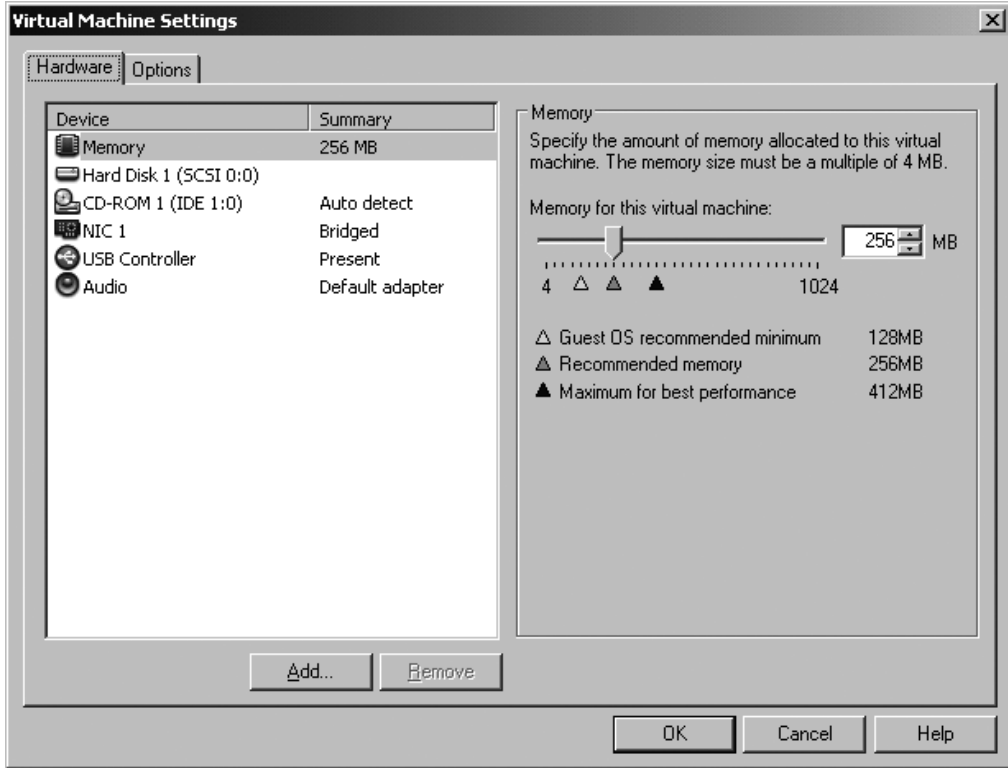 Virtual Machine Settings
Hardware
Options
Device Summary
Memory 256 MB
Hard Disk 1 (SCSI 0:0)
CD-ROM 1 (IDE 1:0) Auto detect
NIC 1 Bridged
USB Controller Present
Audio Default adapter
Add...
Remove
Memory
Specify the amount of memory allocated to this virtual
machine. The memory size must be a multiple of 4 MB.
Memory for this virtual machine:
256 MB
4 1024
Guest OS recommended minimum 128MB
Recommended memory 256MB
Maximum for best performance 412MB
OK
Cancel
Help